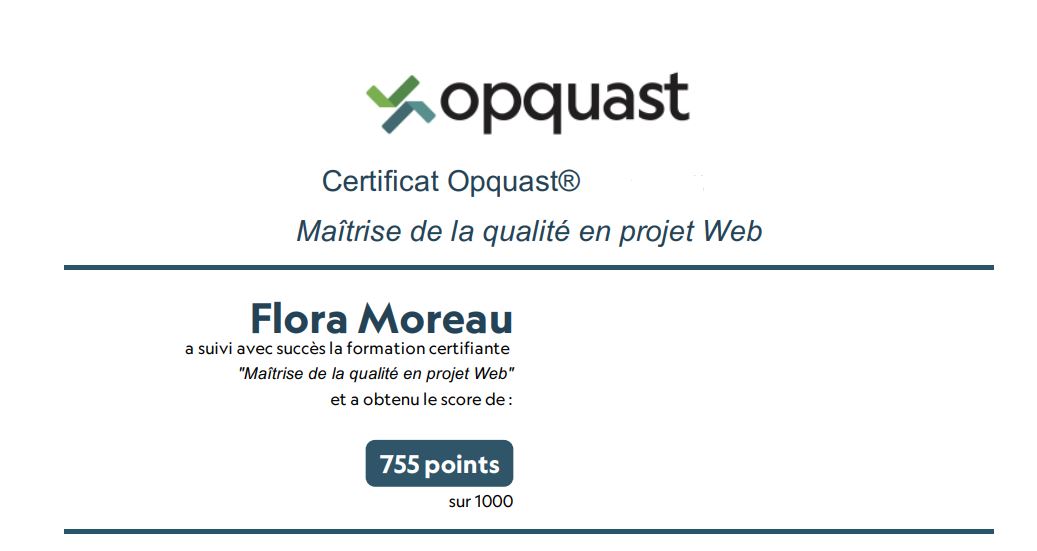 opquast
Certificat Opquast®
Maîtrise de la qualité en projet Web
Flora Moreau
a suivi avec succès la formation certifiante
"Maîtrise de la qualité en projet Web"
et a obtenu le score de :
755 points
sur 1000